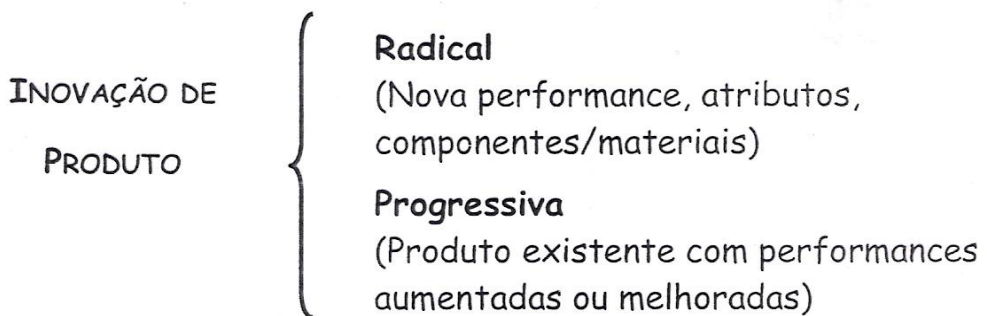 INOVAÇÃO DE
PRODUTO
Radical
(Nova performance, atributos,
componentes/materiais)
Progressiva
(Produto existente com performances
aumentadas ou melhoradas)